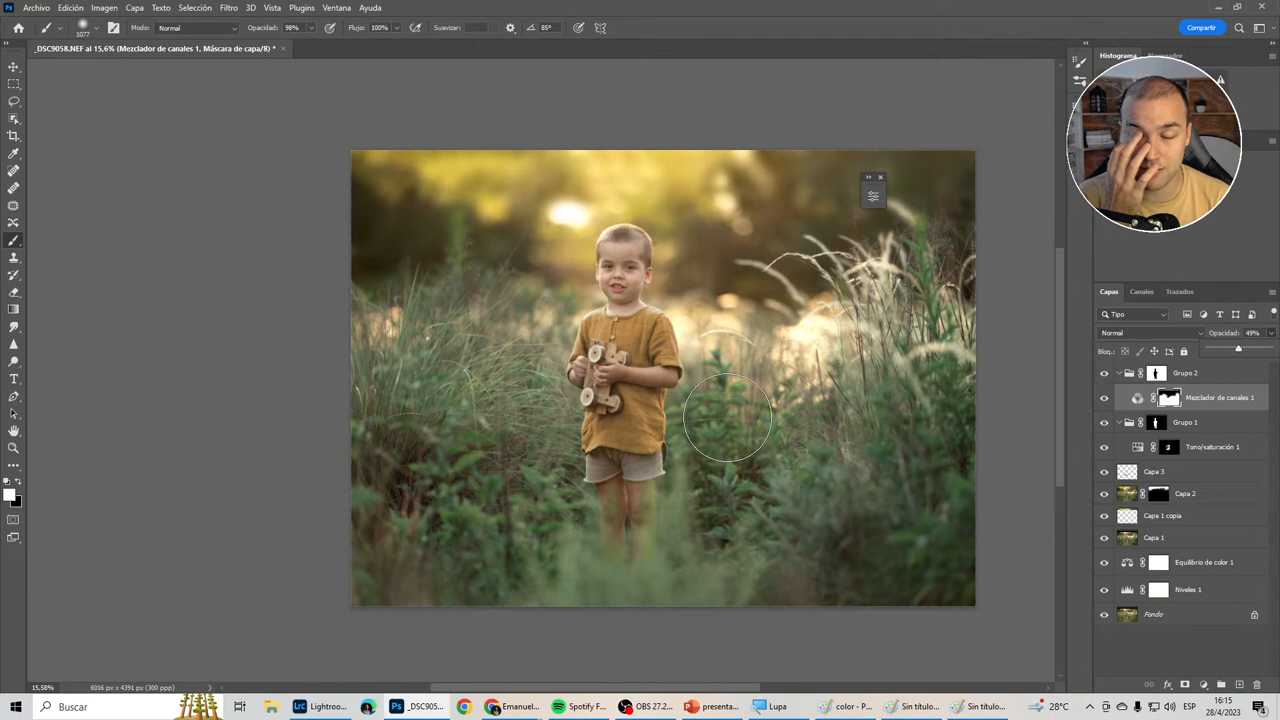 Archivo Edición Imagen Capa Texto Selección Filtro 3D Vista Plugins Ventana Ayuda
1077 Modo: Normal Opacidad: 98% Flujo: 100% Suavizar: 85° Compartir
_DSC9058.NEF al 15,6% (Mezclador de canales 1, Máscara de capa/8) *
Histograma Navegador
Capas Canales Trazados
Tipo
Normal Opacidad: 49%
Bloq.:
Grupo 2
Mezclador de canales 1
Grupo 1
Tono/saturación 1
Capa 3
Capa 2
Capa 1 copia
Capa 1
Equilibrio de color 1
Niveles 1
Fondo
15,58% 6016 px x 4391 px (300 ppp)
Buscar Lightroo... _DSC905... Emanuel... Spotify F... OBS 27.2... presenta... Lupa color - P... Sin título... Sin título... 28°C 16:15
28/4/2023